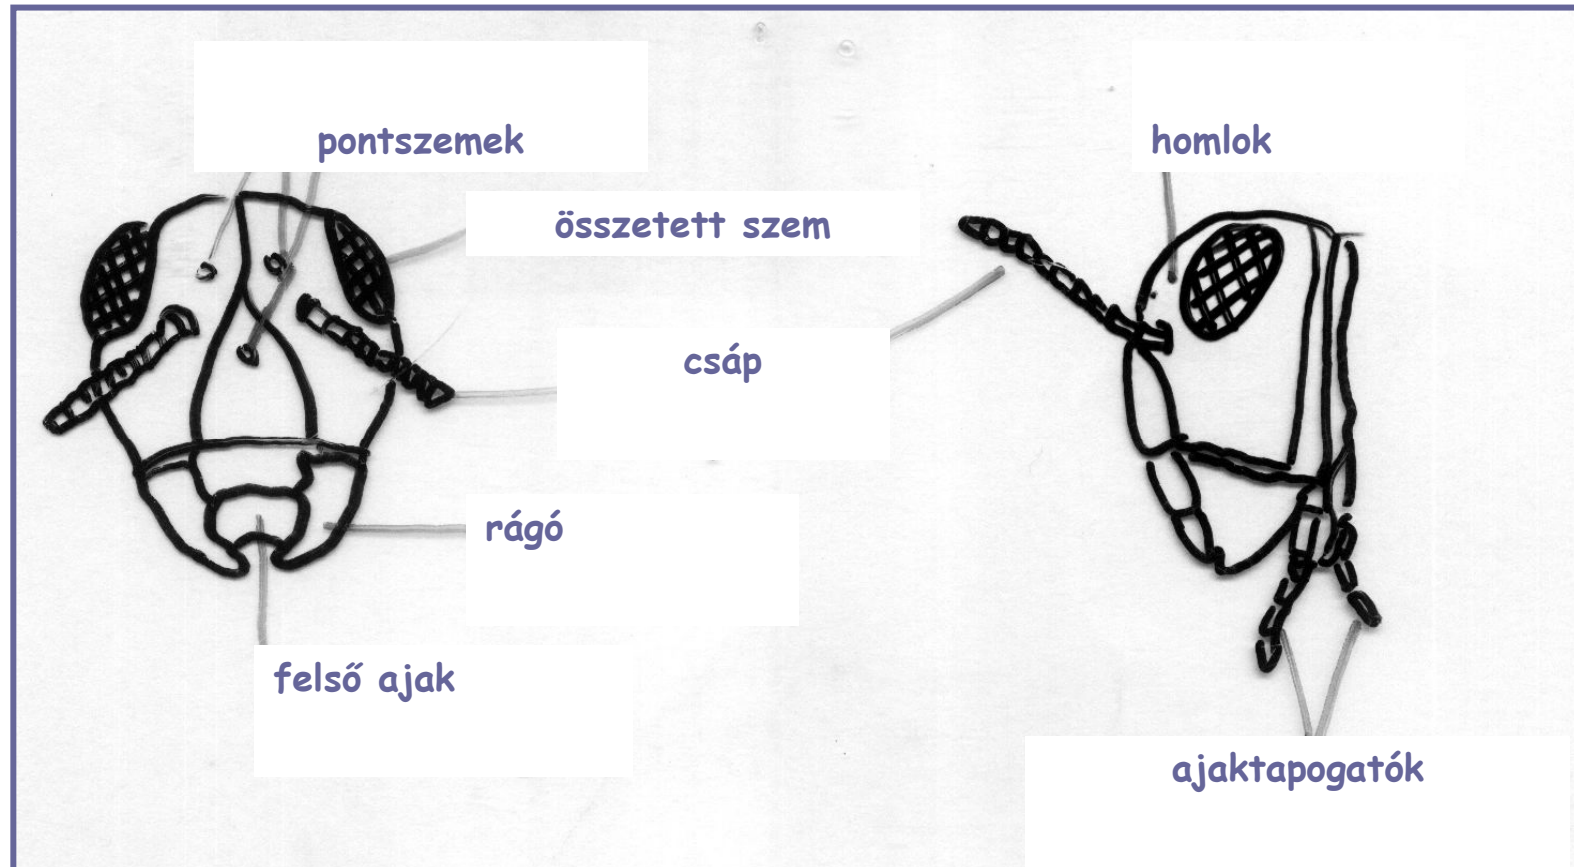 pontszemek
homlok
összetett szem
csáp
rágó
felső ajak
ajaktapogatók